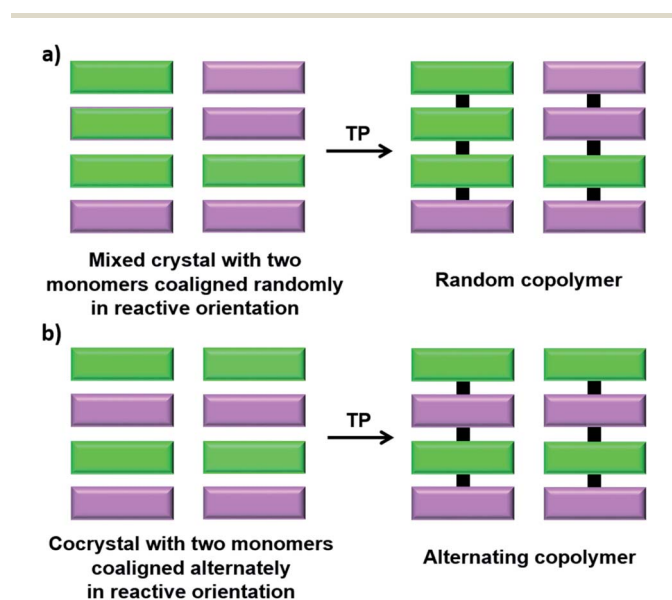 a)
TP
Mixed crystal with two
monomers coaligned randomly
in reactive orientation
Random copolymer
b)
TP
Cocrystal with two monomers
coaligned alternately
in reactive orientation
Alternating copolymer